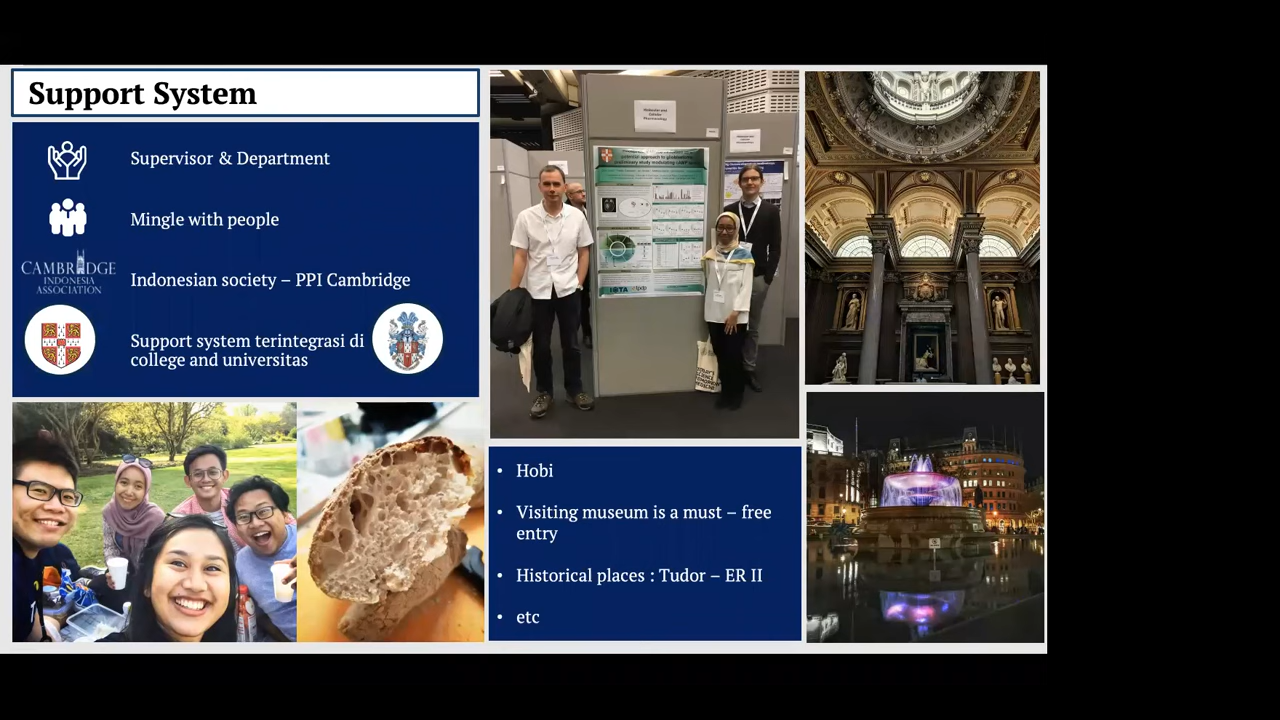 Support System
Supervisor & Department
Mingle with people
CAMBRIDGE
INDONESIA
ASSOCIATION
Indonesian society – PPI Cambridge
Support system terintegrasi di
college and universitas
• Hobi
• Visiting museum is a must – free
entry
• Historical places : Tudor – ER II
• etc